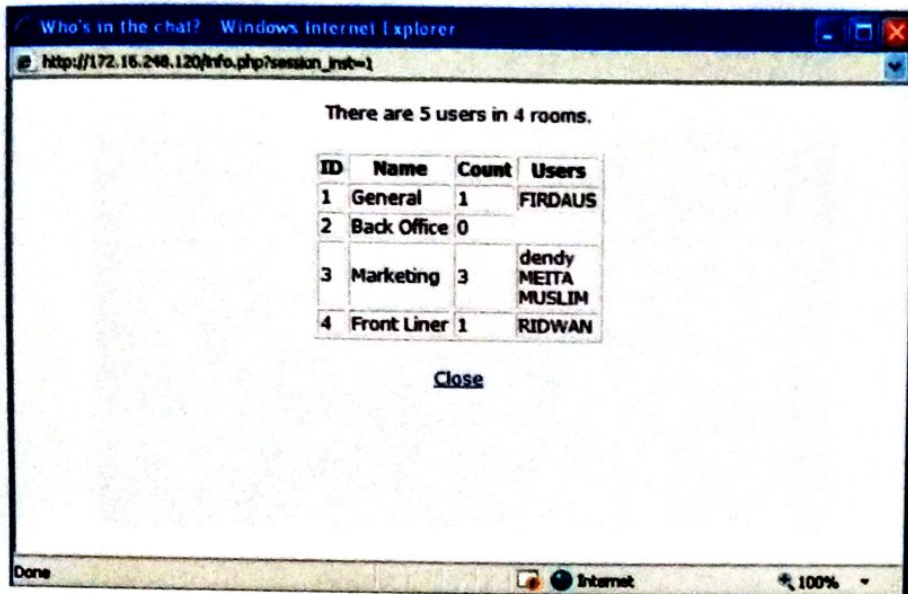 Who's in the chat? Windows Internet Explorer
http://172.16.248.120/info.php?session_inst=1
There are 5 users in 4 rooms.
ID Name Count Users
1 General 1 FIRDAUS
2 Back Office 0
3 Marketing 3 dendy
MEITA
MUSLIM
4 Front Liner 1 RIDWAN
Close
Done Internet 100%